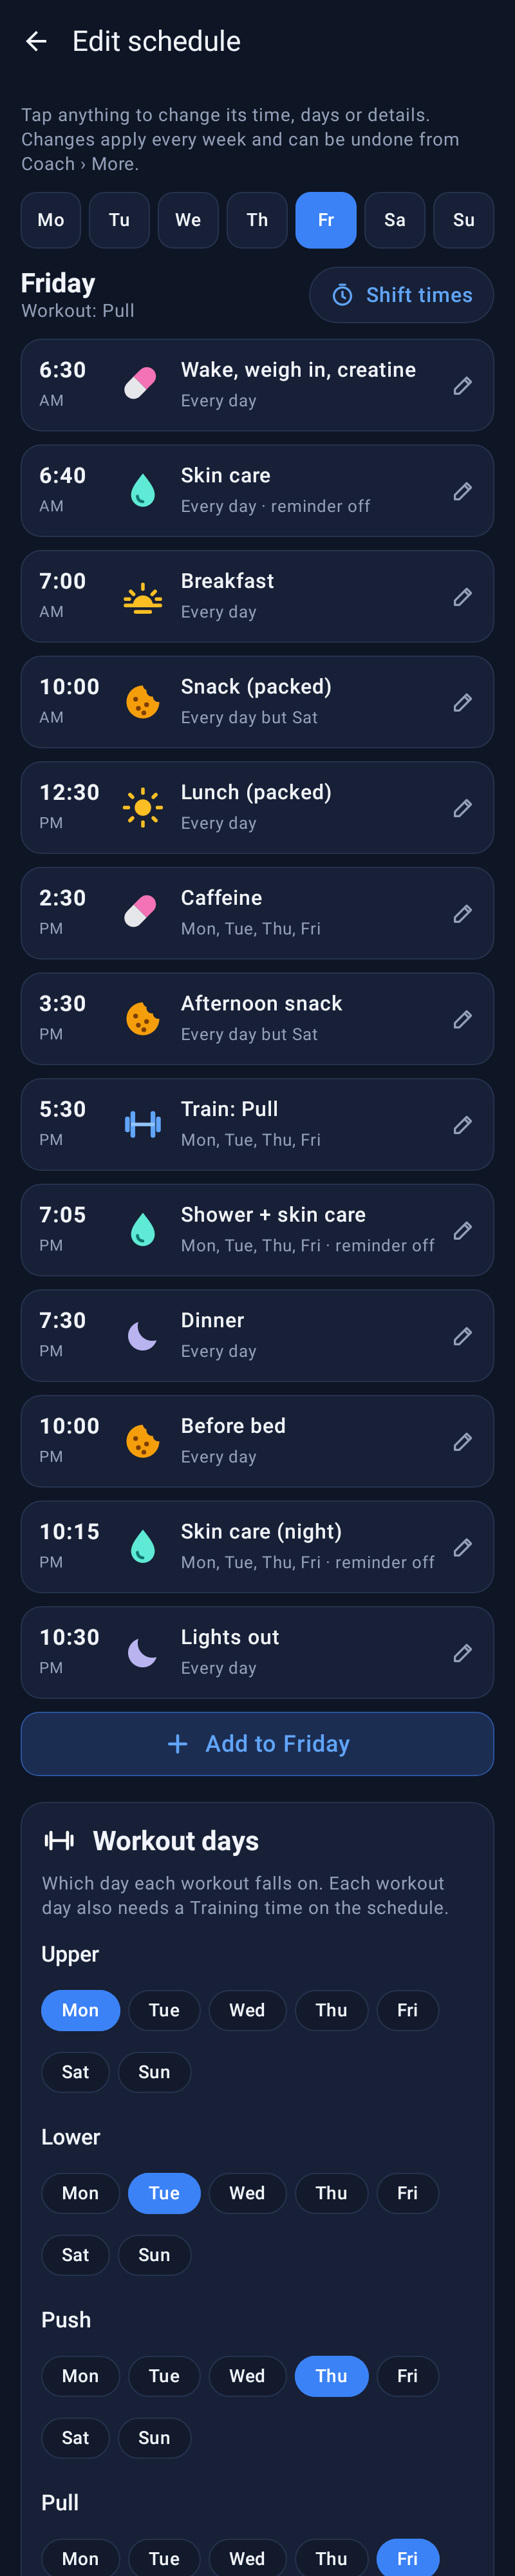 Edit schedule
Tap anything to change its time, days or details.
Changes apply every week and can be undone from
Coach › More.
Mo Tu We Th Fr Sa Su
Friday
Workout: Pull
Shift times
6:30 AM
Wake, weigh in, creatine
Every day
6:40 AM
Skin care
Every day · reminder off
7:00 AM
Breakfast
Every day
10:00 AM
Snack (packed)
Every day but Sat
12:30 PM
Lunch (packed)
Every day
2:30 PM
Caffeine
Mon, Tue, Thu, Fri
3:30 PM
Afternoon snack
Every day but Sat
5:30 PM
Train: Pull
Mon, Tue, Thu, Fri
7:05 PM
Shower + skin care
Mon, Tue, Thu, Fri · reminder off
7:30 PM
Dinner
Every day
10:00 PM
Before bed
Every day
10:15 PM
Skin care (night)
Mon, Tue, Thu, Fri · reminder off
10:30 PM
Lights out
Every day
+ Add to Friday
Workout days
Which day each workout falls on. Each workout
day also needs a Training time on the schedule.
Upper
Mon Tue Wed Thu Fri
Sat Sun
Lower
Mon Tue Wed Thu Fri
Sat Sun
Push
Mon Tue Wed Thu Fri
Sat Sun
Pull
Mon Tue Wed Thu Fri